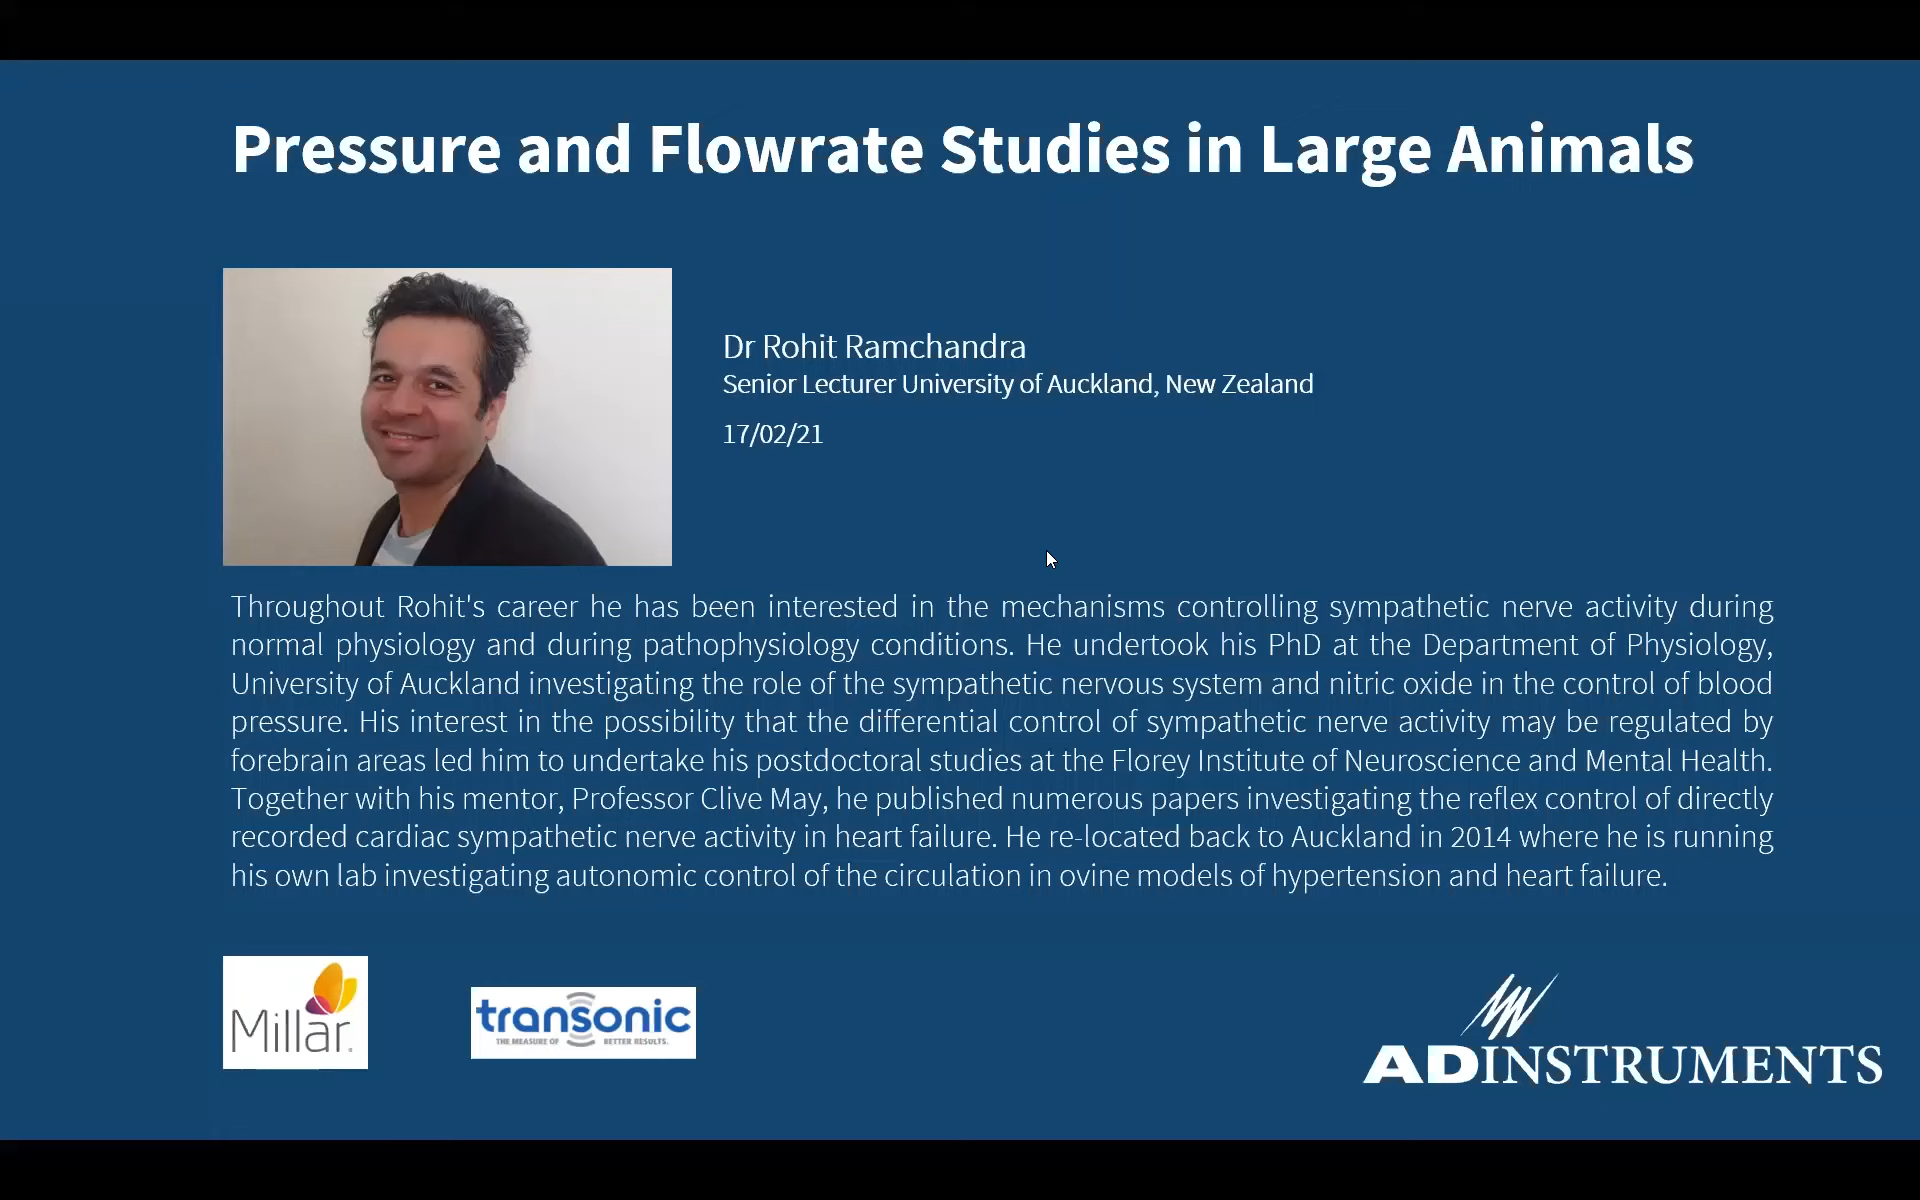 Pressure and Flowrate Studies in Large Animals
Dr Rohit Ramchandra
Senior Lecturer University of Auckland, New Zealand
17/02/21
Throughout Rohit's career he has been interested in the mechanisms controlling sympathetic nerve activity during
normal physiology and during pathophysiology conditions. He undertook his PhD at the Department of Physiology,
University of Auckland investigating the role of the sympathetic nervous system and nitric oxide in the control of blood
pressure. His interest in the possibility that the differential control of sympathetic nerve activity may be regulated by
forebrain areas led him to undertake his postdoctoral studies at the Florey Institute of Neuroscience and Mental Health.
Together with his mentor, Professor Clive May, he published numerous papers investigating the reflex control of directly
recorded cardiac sympathetic nerve activity in heart failure. He re-located back to Auckland in 2014 where he is running
his own lab investigating autonomic control of the circulation in ovine models of hypertension and heart failure.
Millar.
transonic
THE MEASURE OF BETTER RESULTS.
ADINSTRUMENTS